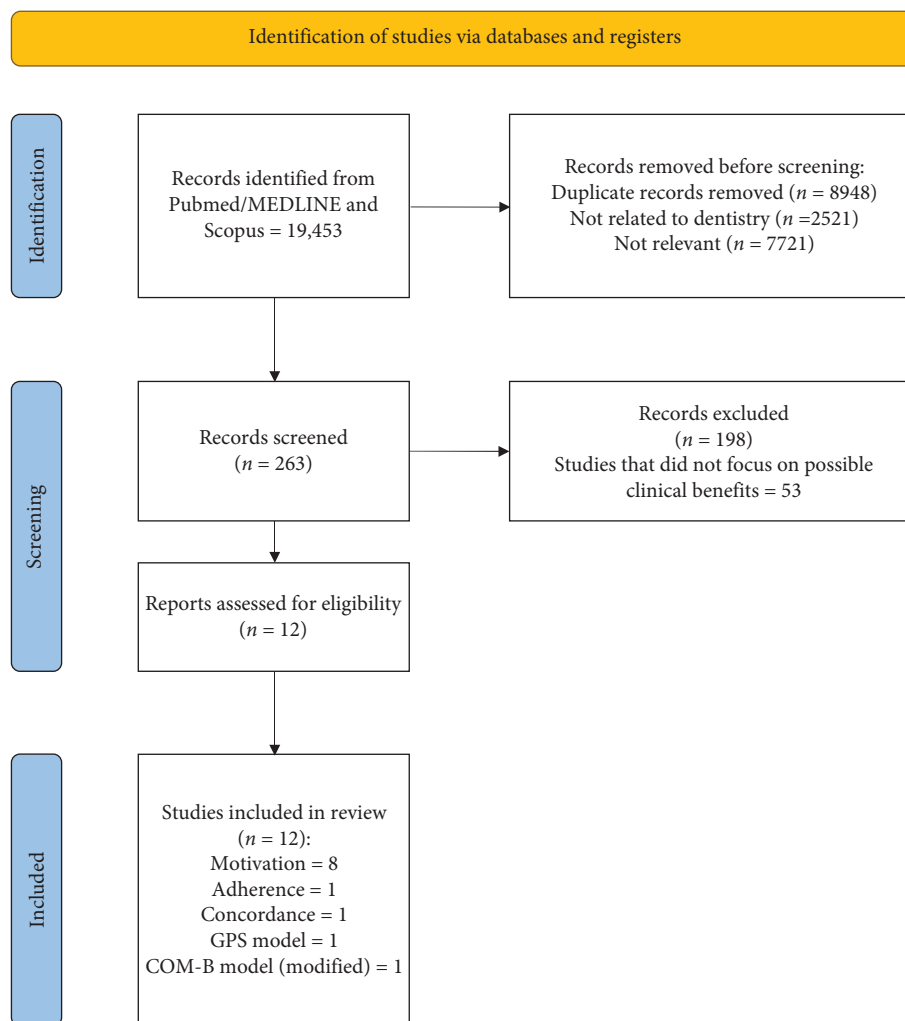 Identification of studies via databases and registers
Identification
Records identified from
Pubmed/MEDLINE and
Scopus = 19,453
Records removed before screening:
Duplicate records removed (n = 8948)
Not related to dentistry (n =2521)
Not relevant (n = 7721)
Screening
Records screened
(n = 263)
Records excluded
(n = 198)
Studies that did not focus on possible
clinical benefits = 53
Reports assessed for eligibility
(n = 12)
Included
Studies included in review
(n = 12):
Motivation = 8
Adherence = 1
Concordance = 1
GPS model = 1
COM-B model (modified) = 1